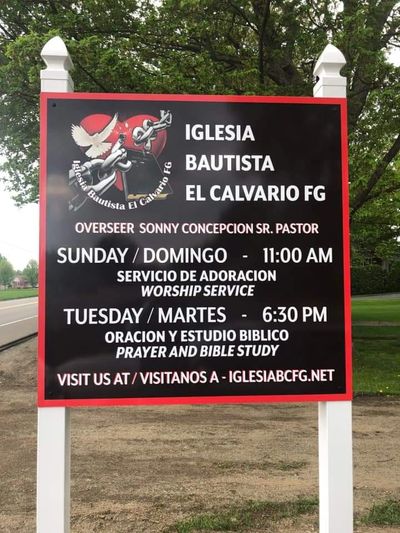 Iglesia Bautista El Calvario FG
IGLESIA
BAUTISTA
EL CALVARIO FG
OVERSEER SONNY CONCEPCION SR. PASTOR
SUNDAY / DOMINGO - 11:00 AM
SERVICIO DE ADORACION
WORSHIP SERVICE
TUESDAY / MARTES - 6:30 PM
ORACION Y ESTUDIO BIBLICO
PRAYER AND BIBLE STUDY
VISIT US AT / VISITANOS A - IGLESIABCFG.NET